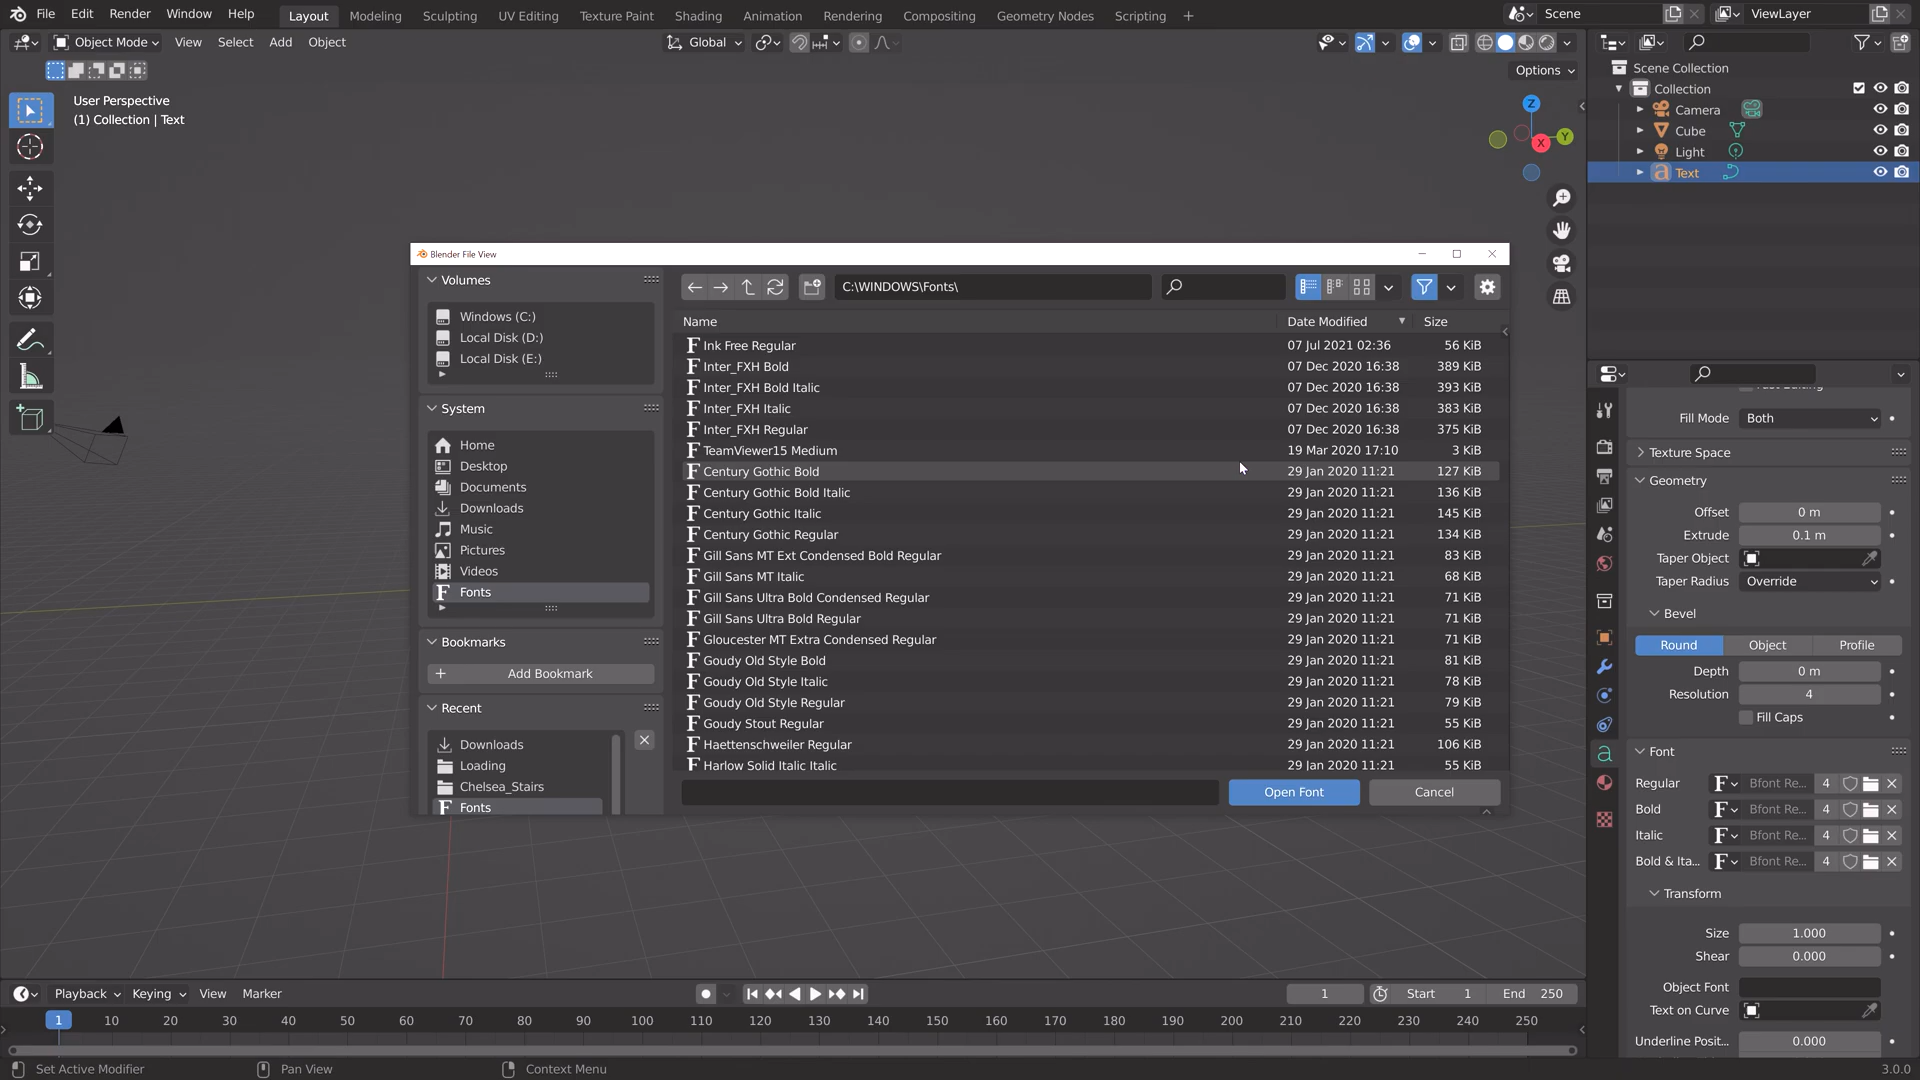 File Edit Render Window Help Layout Modeling Sculpting UV Editing Texture Paint Shading Animation Rendering Compositing Geometry Nodes Scripting + Scene ViewLayer
Object Mode View Select Add Object Global
Options
User Perspective
(1) Collection | Text
Z
Y
X
Scene Collection
Collection
Camera
Cube
Light
Text
Blender File View
Volumes
Windows (C:)
Local Disk (D:)
Local Disk (E:)
System
Home
Desktop
Documents
Downloads
Music
Pictures
Videos
Fonts
Bookmarks
Add Bookmark
Recent
Downloads
Loading
Chelsea_Stairs
Fonts
C:\WINDOWS\Fonts\
Name Date Modified Size
Ink Free Regular 07 Jul 2021 02:36 56 KiB
Inter_FXH Bold 07 Dec 2020 16:38 389 KiB
Inter_FXH Bold Italic 07 Dec 2020 16:38 393 KiB
Inter_FXH Italic 07 Dec 2020 16:38 383 KiB
Inter_FXH Regular 07 Dec 2020 16:38 375 KiB
TeamViewer15 Medium 19 Mar 2020 17:10 3 KiB
Century Gothic Bold 29 Jan 2020 11:21 127 KiB
Century Gothic Bold Italic 29 Jan 2020 11:21 136 KiB
Century Gothic Italic 29 Jan 2020 11:21 145 KiB
Century Gothic Regular 29 Jan 2020 11:21 134 KiB
Gill Sans MT Ext Condensed Bold Regular 29 Jan 2020 11:21 83 KiB
Gill Sans MT Italic 29 Jan 2020 11:21 68 KiB
Gill Sans Ultra Bold Condensed Regular 29 Jan 2020 11:21 71 KiB
Gill Sans Ultra Bold Regular 29 Jan 2020 11:21 71 KiB
Gloucester MT Extra Condensed Regular 29 Jan 2020 11:21 71 KiB
Goudy Old Style Bold 29 Jan 2020 11:21 81 KiB
Goudy Old Style Italic 29 Jan 2020 11:21 78 KiB
Goudy Old Style Regular 29 Jan 2020 11:21 79 KiB
Goudy Stout Regular 29 Jan 2020 11:21 55 KiB
Haettenschweiler Regular 29 Jan 2020 11:21 106 KiB
Harlow Solid Italic Italic 29 Jan 2020 11:21 55 KiB
Open Font Cancel
Fill Mode Both
Texture Space
Geometry
Offset 0 m
Extrude 0.1 m
Taper Object
Taper Radius Override
Bevel
Round Object Profile
Depth 0 m
Resolution 4
Fill Caps
Font
Regular Bfont Re... 4
Bold Bfont Re... 4
Italic Bfont Re... 4
Bold & Ita... Bfont Re... 4
Transform
Size 1.000
Shear 0.000
Object Font
Text on Curve
Underline Posit... 0.000
Playback Keying View Marker 1 Start 1 End 250
1 10 20 30 40 50 60 70 80 90 100 110 120 130 140 150 160 170 180 190 200 210 220 230 240 250
Set Active Modifier Pan View Context Menu 3.0.0